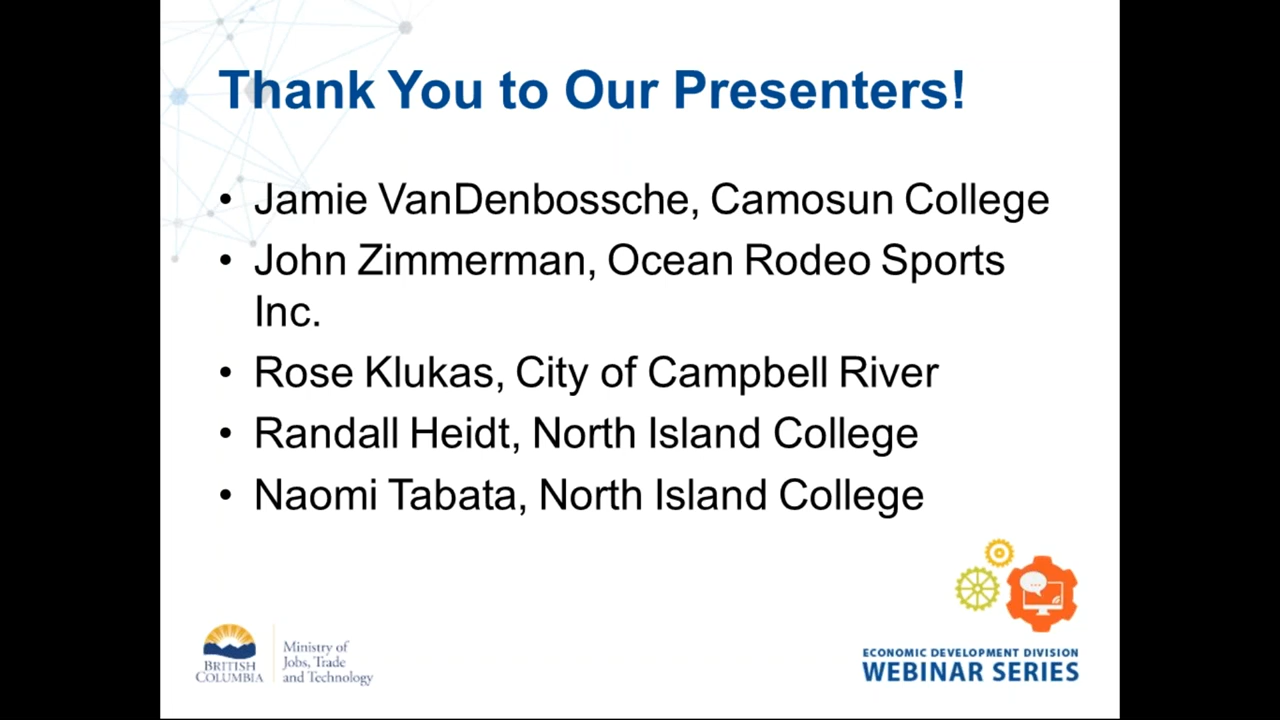 Thank You to Our Presenters!
• Jamie VanDenbossche, Camosun College
• John Zimmerman, Ocean Rodeo Sports
Inc.
• Rose Klukas, City of Campbell River
• Randall Heidt, North Island College
• Naomi Tabata, North Island College
BRITISH
COLUMBIA
Ministry of
Jobs, Trade
and Technology
ECONOMIC DEVELOPMENT DIVISION
WEBINAR SERIES